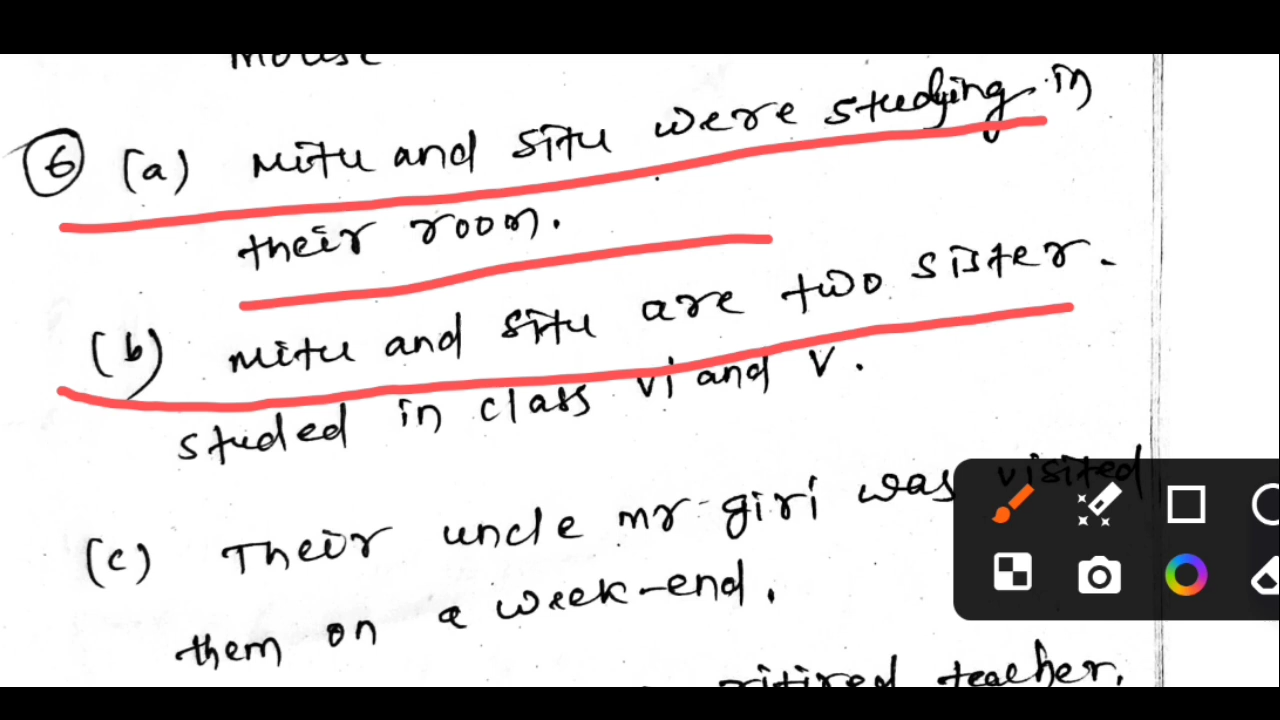 6 (a) Mitu and Situ were studying in
their room.
(b) Mitu and Situ are two sister.
studed in class vi and v.
(c) Their uncle mr-giri was visited
them on a week-end.
teacher.